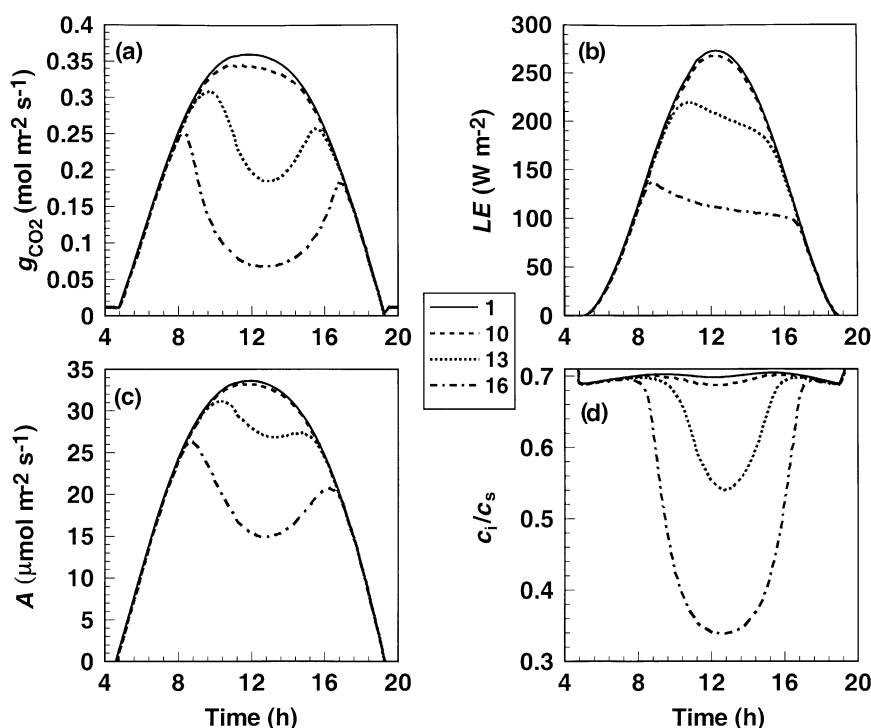 (a)
g_CO2 (mol m-2 s-1)
0.4
0.35
0.3
0.25
0.2
0.15
0.1
0.05
0
4 8 12 16 20
(b)
LE (W m-2)
300
250
200
150
100
50
0
4 8 12 16 20
1
10
13
16
(c)
A (μmol m-2 s-1)
35
30
25
20
15
10
5
0
4 8 12 16 20
Time (h)
(d)
ci/cs
0.7
0.6
0.5
0.4
0.3
4 8 12 16 20
Time (h)